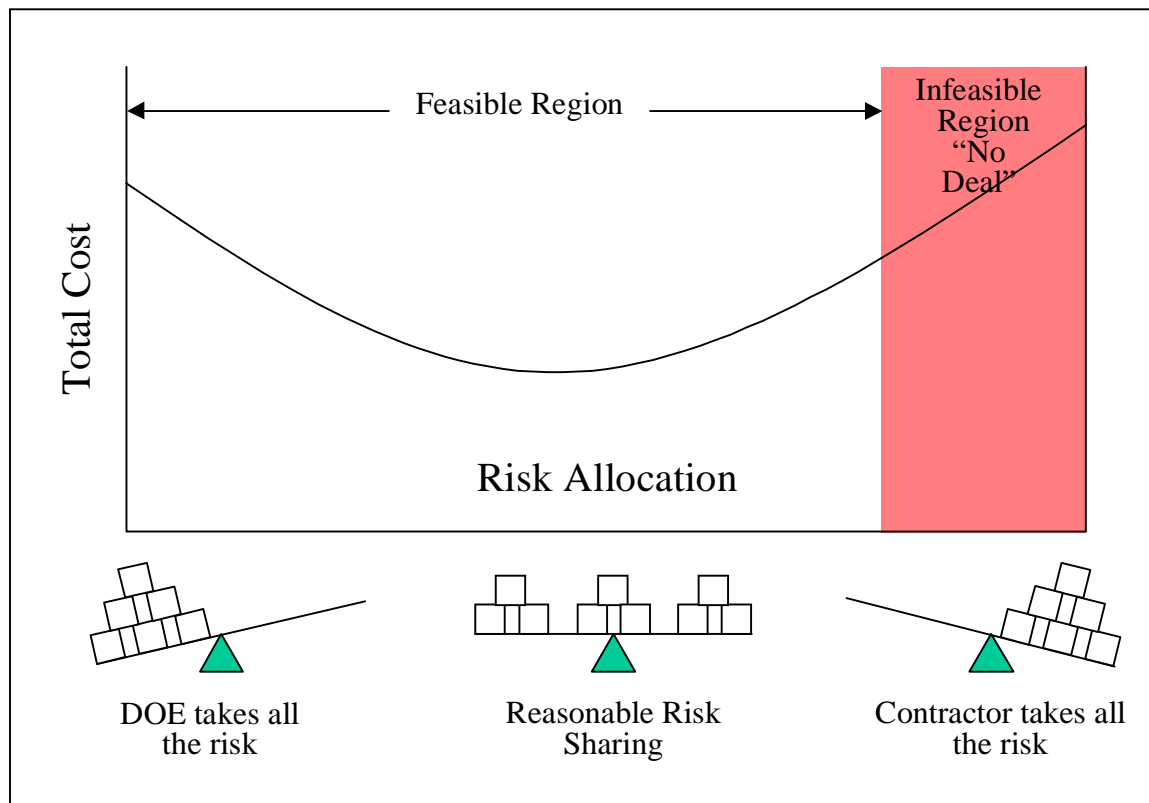 Feasible Region
Infeasible
Region
“No
Deal”
Total Cost
Risk Allocation
DOE takes all
the risk
Reasonable Risk
Sharing
Contractor takes all
the risk